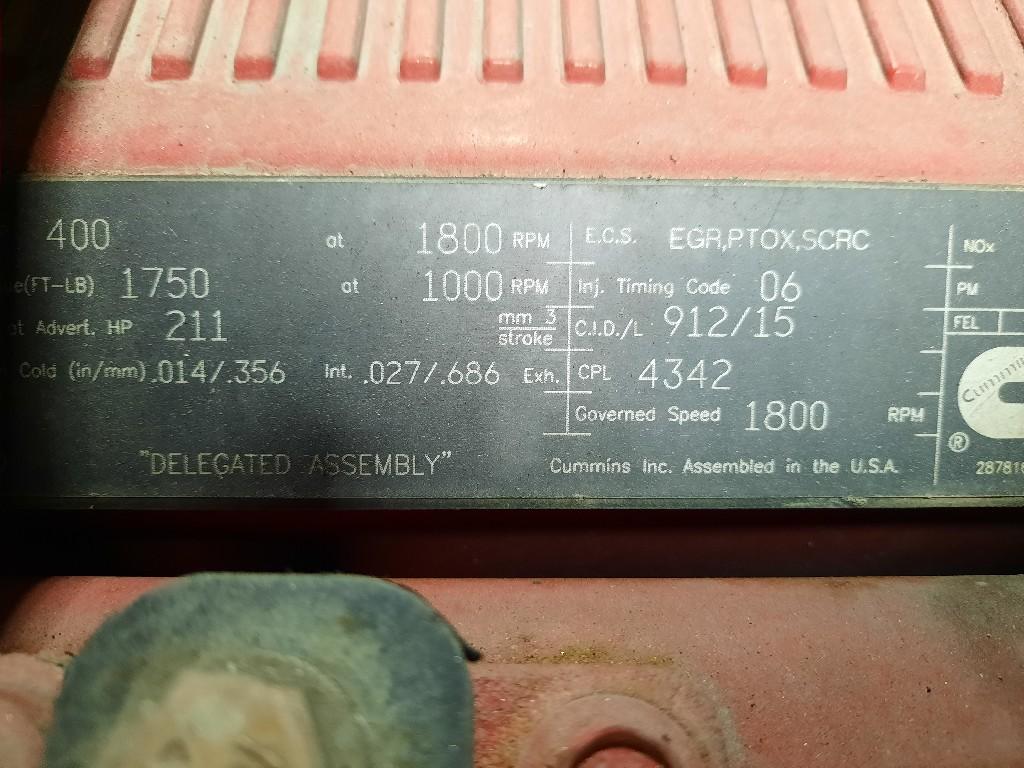 400 at 1800 RPM
e(FT-LB) 1750 at 1000 RPM
t Advert. HP 211 mm 3
stroke
Cold (in/mm) .014/.356 Int. .027/.686 Exh.
"DELEGATED ASSEMBLY"
E.C.S. EGR,PTOX,SCRC
Inj. Timing Code 06
C.I.D./L 912/15
CPL 4342
Governed Speed 1800 RPM
Cummins Inc. Assembled in the U.S.A.
NOx
PM
FEL
Cummin
®
287818